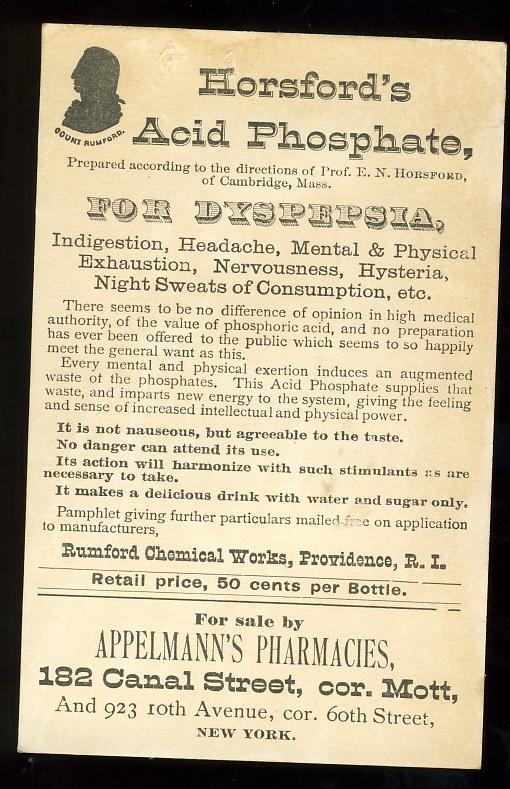 COUNT RUMFORD.
Horsford's
Acid Phosphate,
Prepared according to the directions of Prof. E. N. HORSFORD,
of Cambridge, Mass.
FOR DYSPEPSIA,
Indigestion, Headache, Mental & Physical
Exhaustion, Nervousness, Hysteria,
Night Sweats of Consumption, etc.
There seems to be no difference of opinion in high medical
authority, of the value of phosphoric acid, and no preparation
has ever been offered to the public which seems to so happily
meet the general want as this.
Every mental and physical exertion induces an augmented
waste of the phosphates. This Acid Phosphate supplies that
waste, and imparts new energy to the system, giving the feeling
and sense of increased intellectual and physical power.
It is not nauseous, but agreeable to the taste.
No danger can attend its use.
Its action will harmonize with such stimulants as are
necessary to take.
It makes a delicious drink with water and sugar only.
Pamphlet giving further particulars mailed free on application
to manufacturers,
Rumford Chemical Works, Providence, R. I.
Retail price, 50 cents per Bottle.
For sale by
APPELMANN'S PHARMACIES,
182 Canal Street, cor. Mott,
And 923 10th Avenue, cor. 60th Street,
NEW YORK.